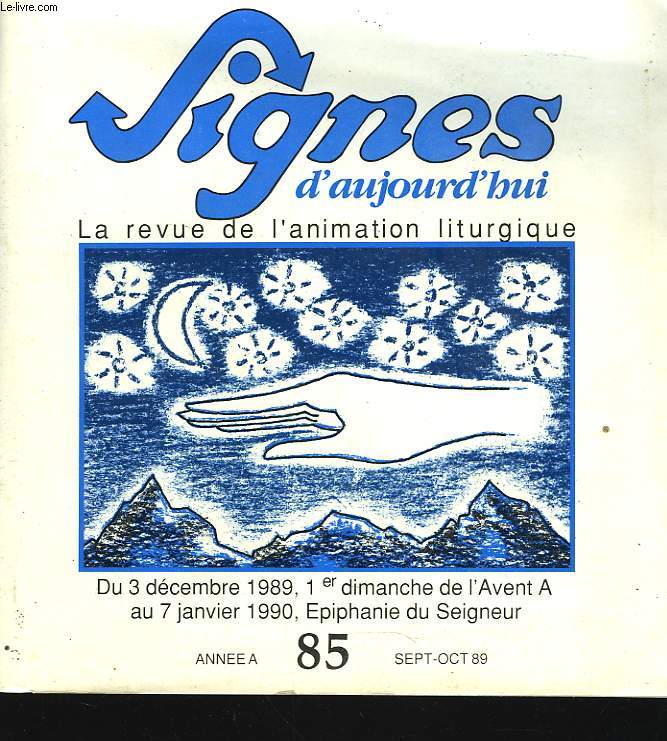 Le-livre.com
Signes
d'aujourd'hui
La revue de l'animation liturgique
Du 3 décembre 1989, 1er dimanche de l'Avent A
au 7 janvier 1990, Epiphanie du Seigneur
ANNEE A 85 SEPT-OCT 89